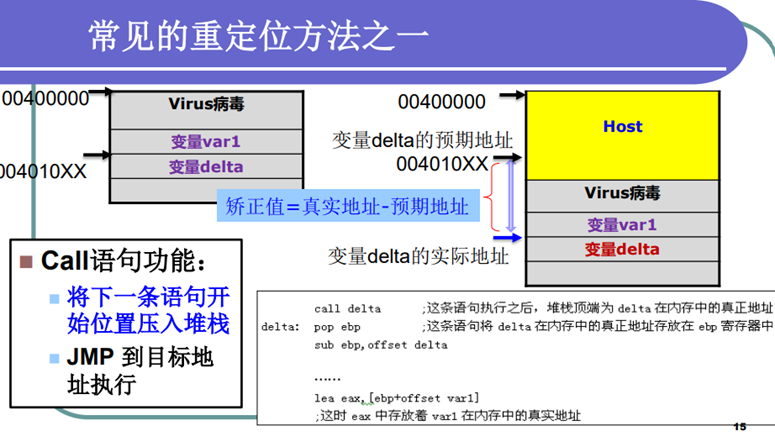 常见的重定位方法之一
00400000
Virus病毒
变量var1
004010XX
变量delta
00400000
Host
变量delta的预期地址
004010XX
Virus病毒
变量var1
变量delta
矫正值=真实地址-预期地址
变量delta的实际地址
Call语句功能：
将下一条语句开
始位置压入堆栈
JMP 到目标地
址执行
call delta ;这条语句执行之后，堆栈顶端为 delta 在内存中的真正地址
delta: pop ebp ;这条语句将 delta 在内存中的真正地址存放在 ebp 寄存器中
sub ebp,offset delta
……
lea eax,[ebp+offset var1]
;这时 eax 中存放着 var1 在内存中的真实地址
15